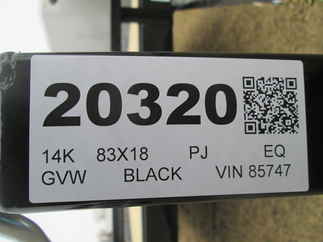 20320
14K 83X18 PJ EQ
GVW BLACK VIN 85747